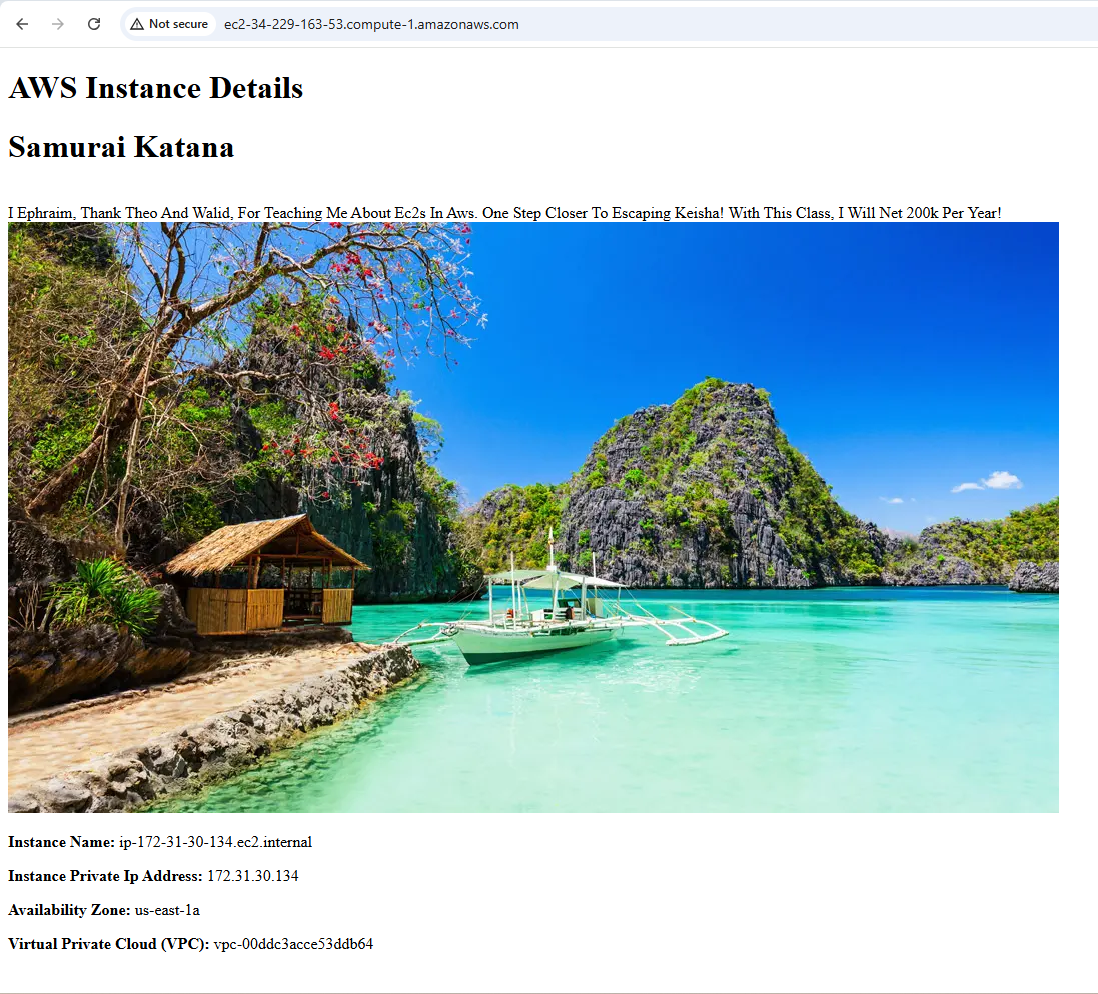 Not secure ec2-34-229-163-53.compute-1.amazonaws.com
AWS Instance Details
Samurai Katana
I Ephraim, Thank Theo And Walid, For Teaching Me About Ec2s In Aws. One Step Closer To Escaping Keisha! With This Class, I Will Net 200k Per Year!
Instance Name: ip-172-31-30-134.ec2.internal
Instance Private Ip Address: 172.31.30.134
Availability Zone: us-east-1a
Virtual Private Cloud (VPC): vpc-00ddc3acce53ddb64